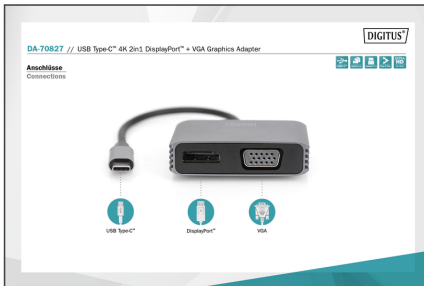 DIGITUS®
DA-70827 // USB Type-C™ 4K 2in1 DisplayPort™ + VGA Graphics Adapter
Anschlüsse
Connections
HD
USB Type-C™
DisplayPort™
VGA